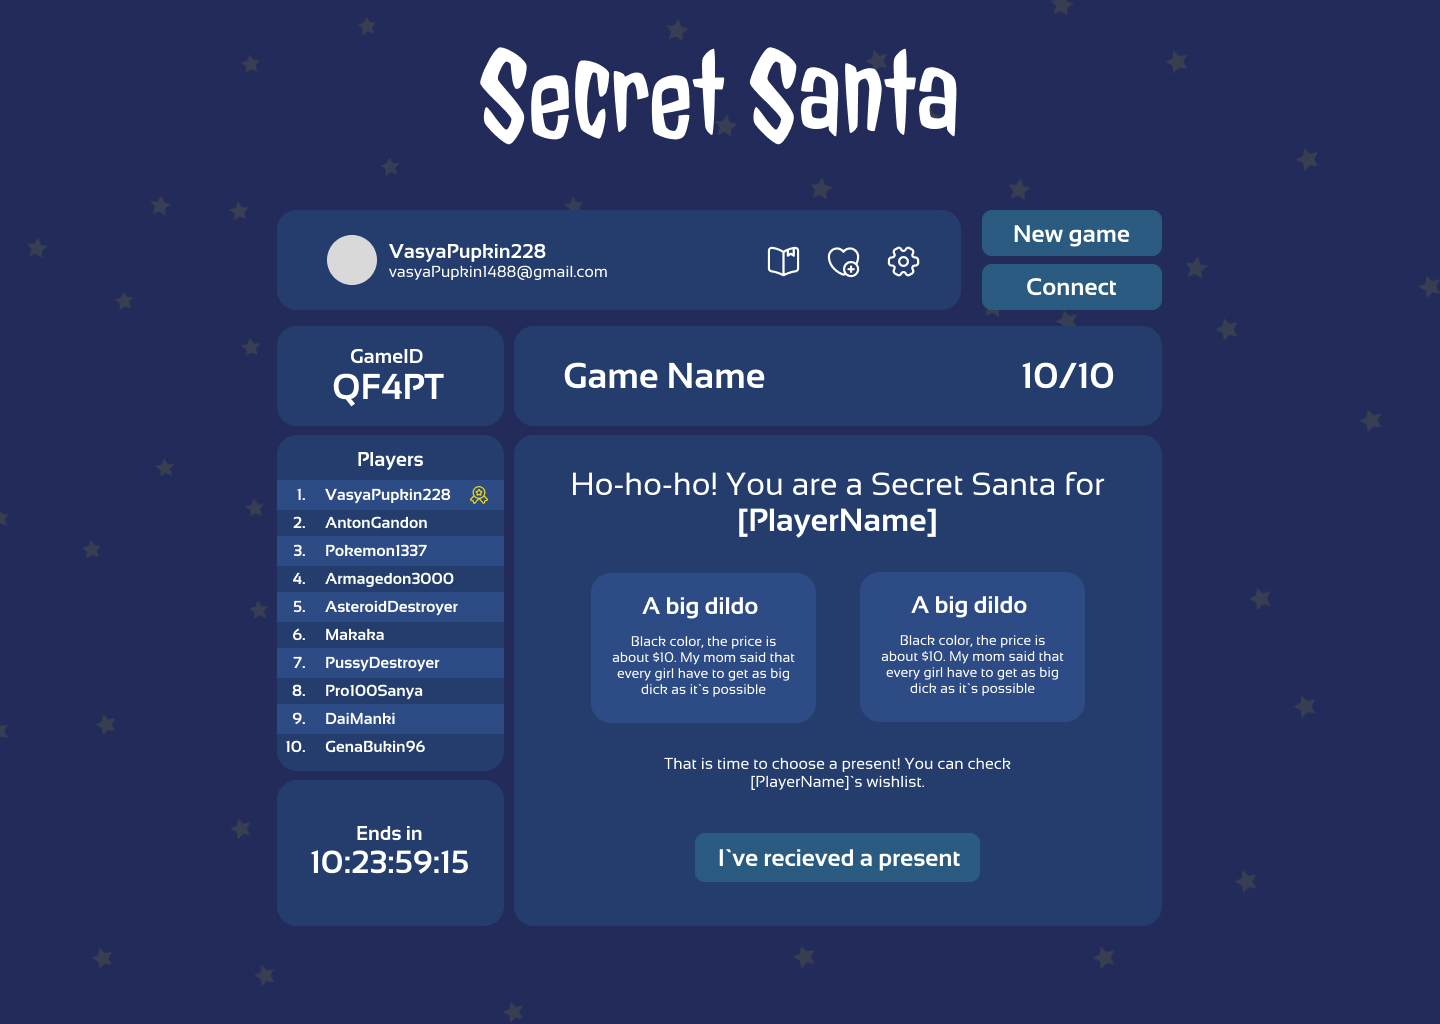 Secret Santa
VasyaPupkin228
vasyaPupkin1488@gmail.com
New game
Connect
GameID
QF4PT
Game Name
10/10
Players
1. VasyaPupkin228
2. AntonGandon
3. Pokemon1337
4. Armagedon3000
5. AsteroidDestroyer
6. Makaka
7. PussyDestroyer
8. Pro100Sanya
9. DaiManki
10. GenaBukin96
Ends in
10:23:59:15
Ho-ho-ho! You are a Secret Santa for
[PlayerName]
A big dildo
Black color, the price is
about $10. My mom said that
every girl have to get as big
dick as it`s possible
A big dildo
Black color, the price is
about $10. My mom said that
every girl have to get as big
dick as it`s possible
That is time to choose a present! You can check
[PlayerName]`s wishlist.
I`ve recieved a present